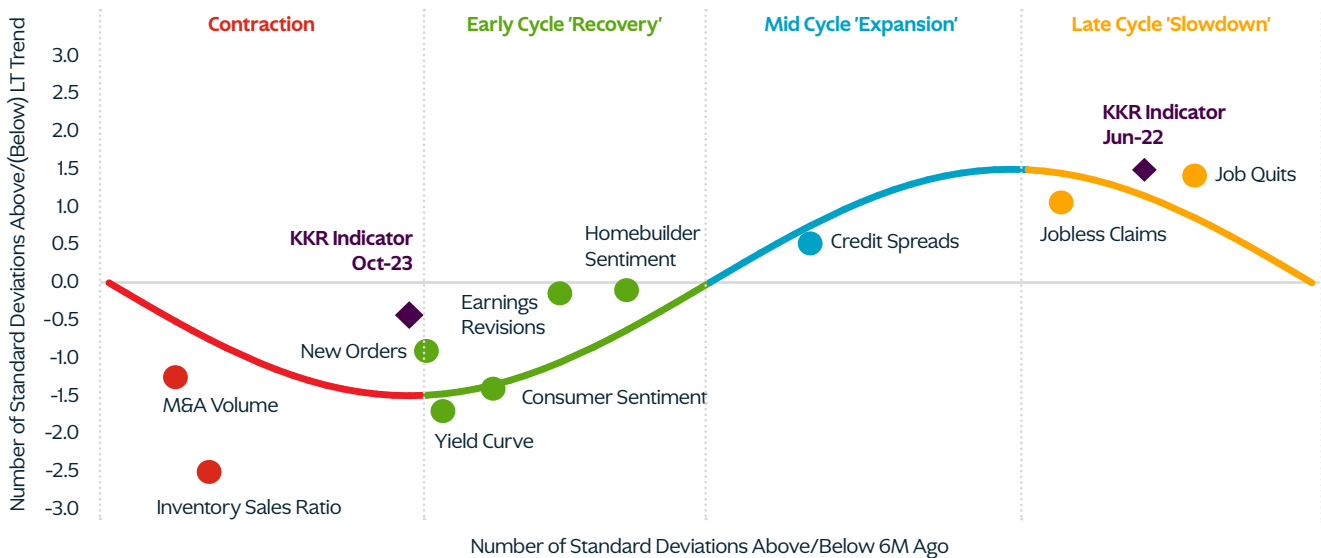 Contraction
Early Cycle 'Recovery'
Mid Cycle 'Expansion'
Late Cycle 'Slowdown'
Number of Standard Deviations Above/(Below) LT Trend
3.0
2.5
2.0
1.5
1.0
0.5
0.0
-0.5
-1.0
-1.5
-2.0
-2.5
-3.0
KKR Indicator
Oct-23
New Orders
M&A Volume
Inventory Sales Ratio
Homebuilder
Sentiment
Earnings
Revisions
Consumer Sentiment
Yield Curve
Credit Spreads
KKR Indicator
Jun-22
Job Quits
Jobless Claims
Number of Standard Deviations Above/Below 6M Ago